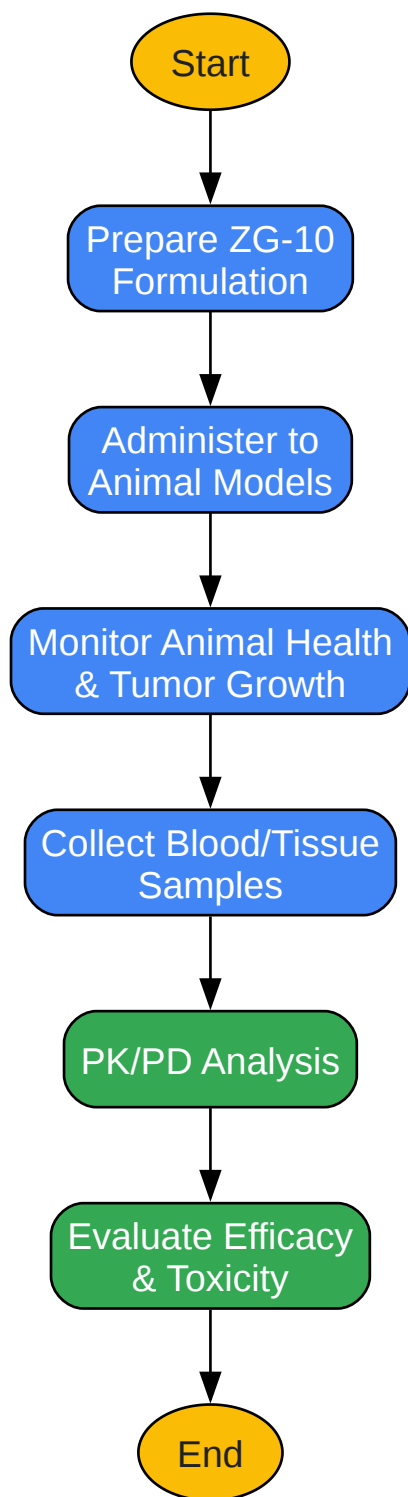 Start
Prepare ZG-10
Formulation
Administer to
Animal Models
Monitor Animal Health
& Tumor Growth
Collect Blood/Tissue
Samples
PK/PD Analysis
Evaluate Efficacy
& Toxicity
End